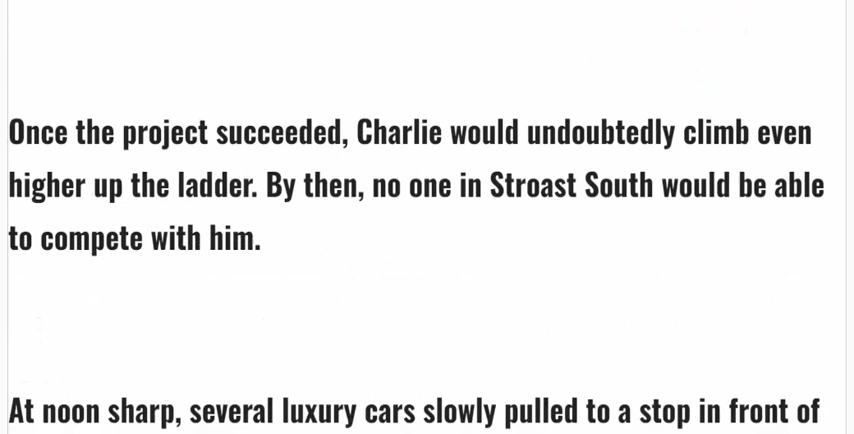 Once the project succeeded, Charlie would undoubtedly climb even
higher up the ladder. By then, no one in Stroast South would be able
to compete with him.
At noon sharp, several luxury cars slowly pulled to a stop in front of